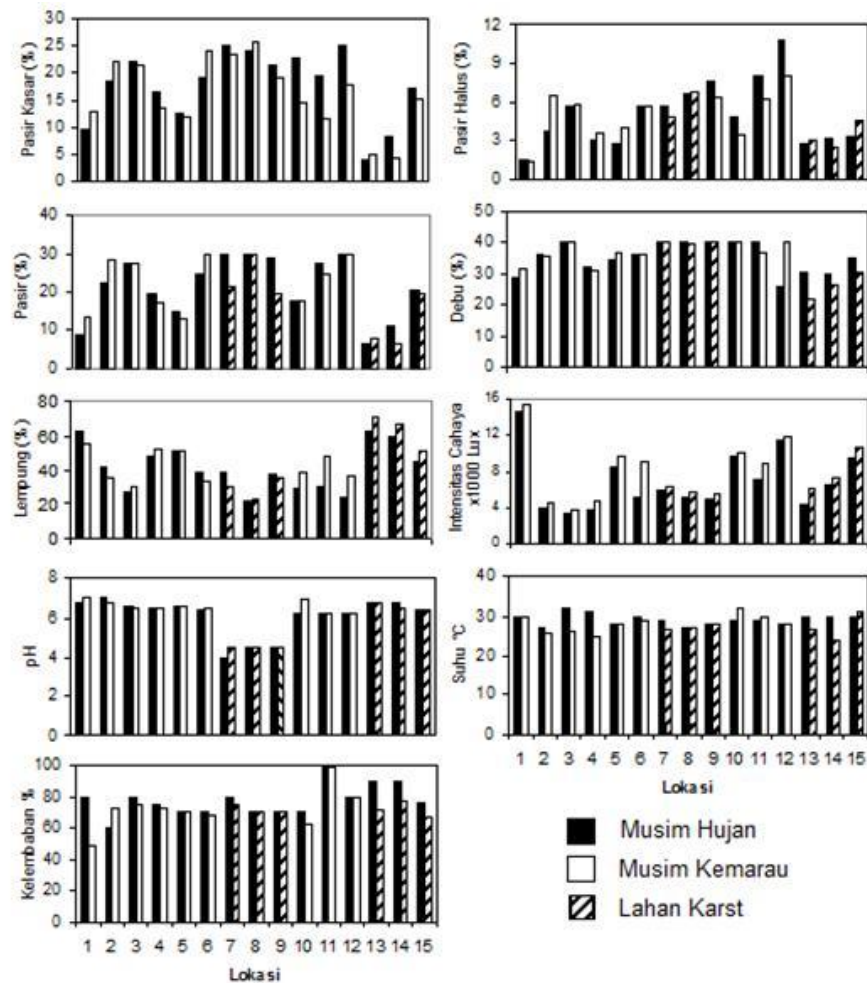 Pasir Kasar (%)
30
25
20
15
10
5
0
Pasir Halus (%)
12
9
6
3
0
Pasir (%)
40
30
20
10
0
Debu (%)
50
40
30
20
10
0
Lempung (%)
80
60
40
20
0
Intensitas Cahaya
x1000 Lux
16
12
8
4
0
pH
8
6
4
2
0
Suhu °C
40
30
20
10
0
1 2 3 4 5 6 7 8 9 10 11 12 13 14 15
Lokasi
Kelembaban %
100
80
60
40
20
0
1 2 3 4 5 6 7 8 9 10 11 12 13 14 15
Lokasi
Musim Hujan
Musim Kemarau
Lahan Karst